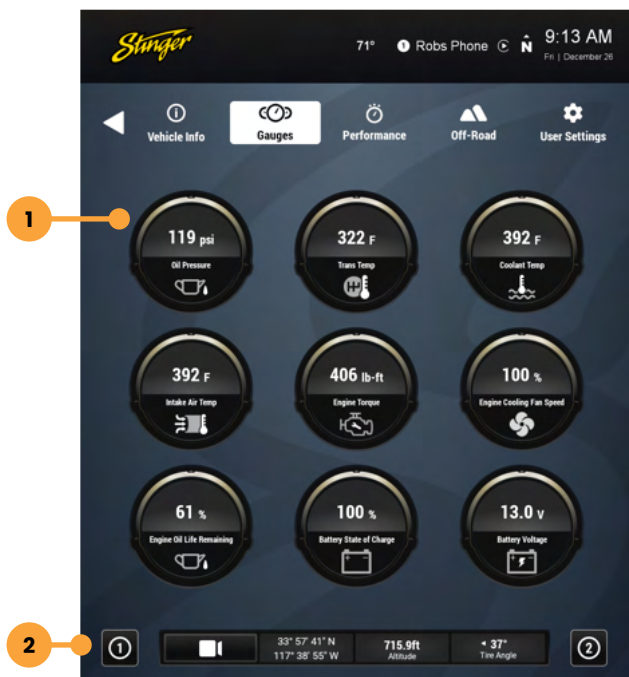 Stinger
71° 1 Robs Phone N 9:13 AM
Fri | December 26
Vehicle Info Gauges Performance Off-Road User Settings
1
119 psi 322 F 392 F
Oil Pressure Trans Temp Coolant Temp
392 F 406 lb-ft 100 %
Intake Air Temp Engine Torque Engine Cooling Fan Speed
61 % 100 % 13.0 V
Engine Oil Life Remaining Battery State of Charge Battery Voltage
2
1 33° 57' 41" N 715.9ft ◂ 37° 2
117° 38' 55" W Altitude Tire Angle